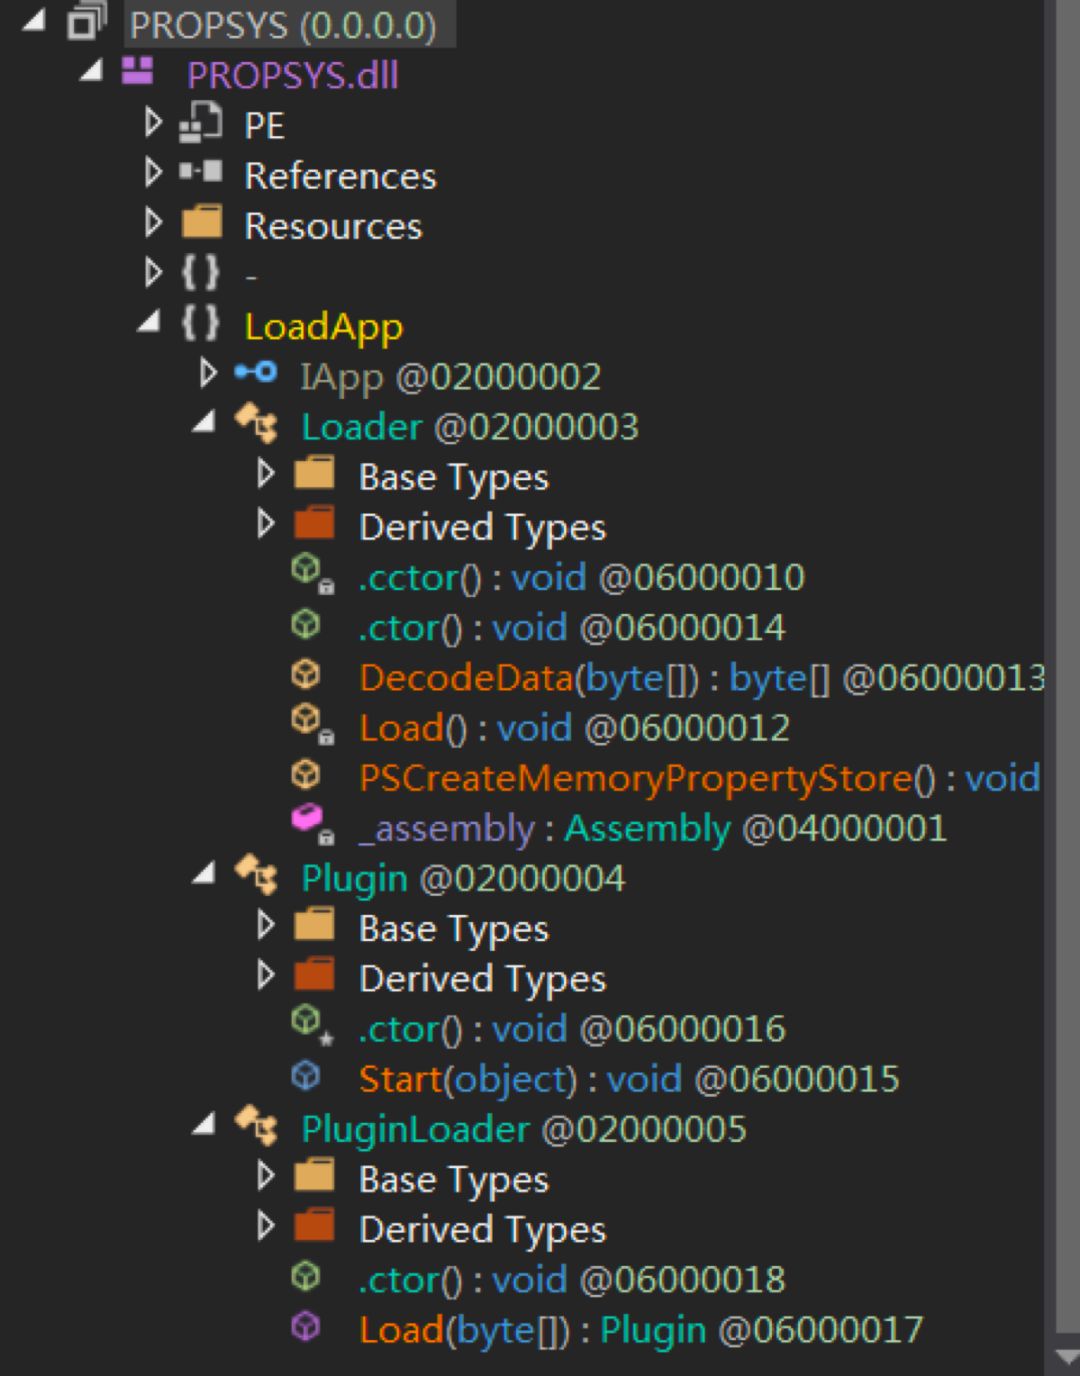 PROPSYS (0.0.0.0)
PROPSYS.dll
PE
References
Resources
{ } -
{ } LoadApp
IApp @02000002
Loader @02000003
Base Types
Derived Types
.cctor() : void @06000010
.ctor() : void @06000014
DecodeData(byte[]) : byte[] @06000013
Load() : void @06000012
PSCreateMemoryPropertyStore() : void
_assembly : Assembly @04000001
Plugin @02000004
Base Types
Derived Types
.ctor() : void @06000016
Start(object) : void @06000015
PluginLoader @02000005
Base Types
Derived Types
.ctor() : void @06000018
Load(byte[]) : Plugin @06000017